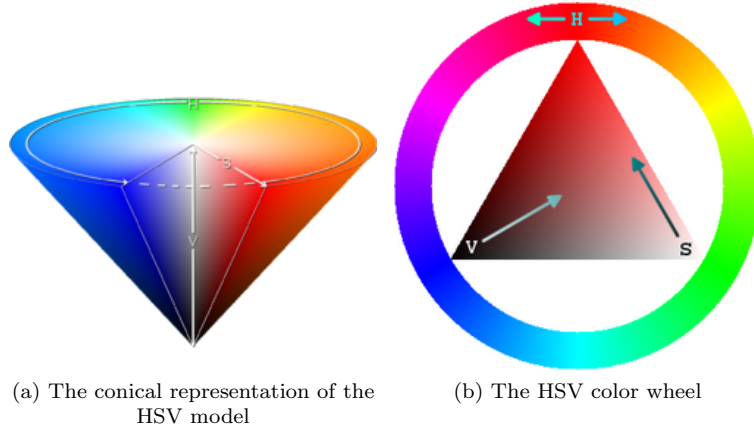 H
S
V
H
V
S
(a) The conical representation of the
HSV model
(b) The HSV color wheel